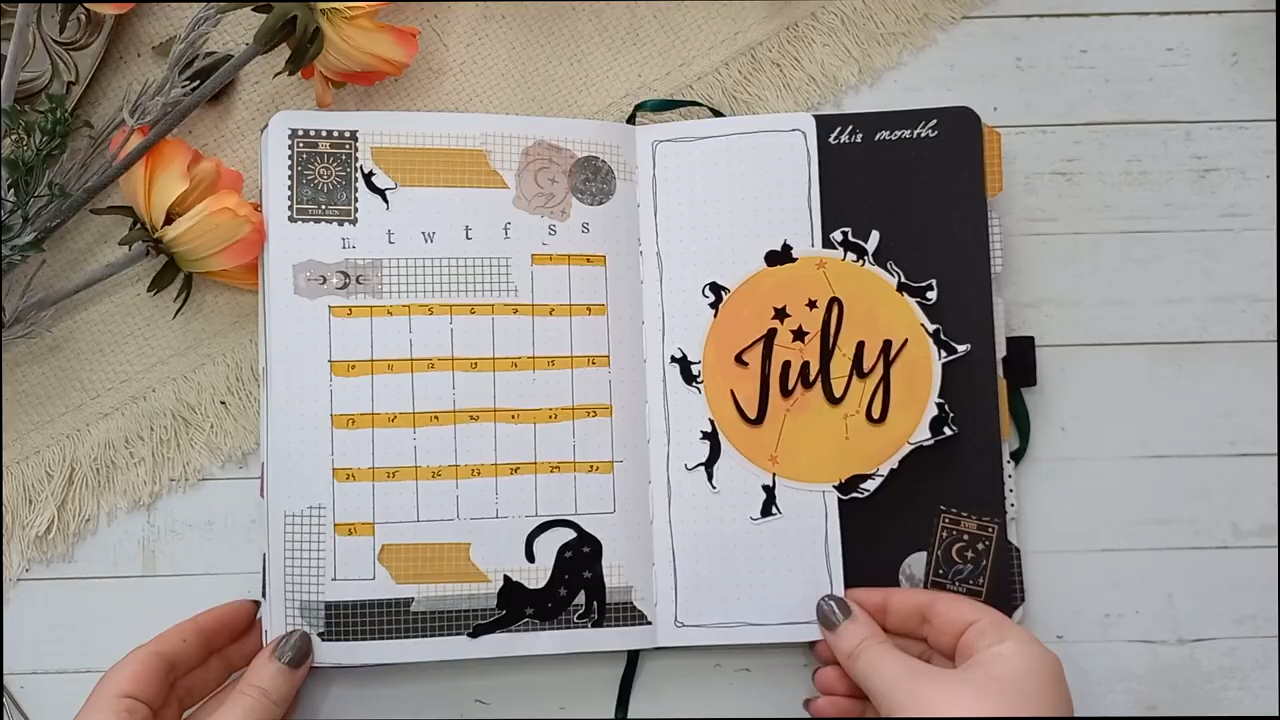 XIX
THE SUN
m t w t f s s
1 2
3 4 5 6 7 8 9
10 11 12 13 14 15 16
17 18 19 20 21 22 23
24 25 26 27 28 29 30
31
this month
July
XVIII